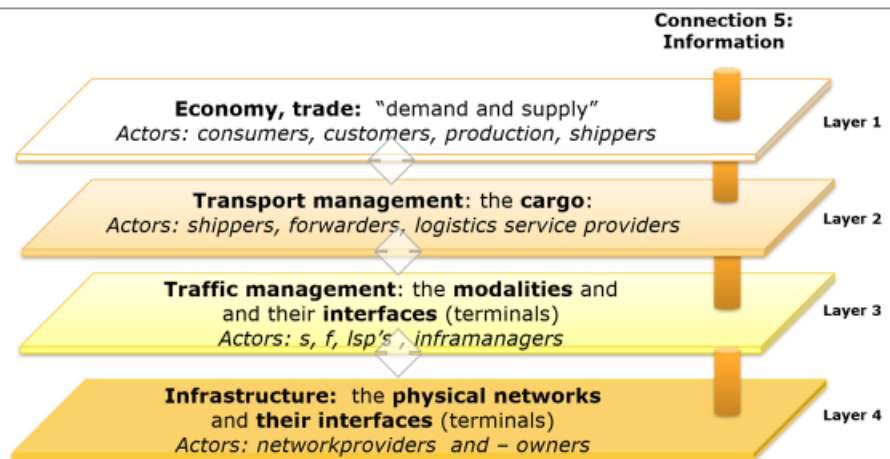 Connection 5:
Information
Economy, trade: “demand and supply”
Actors: consumers, customers, production, shippers
Layer 1
Transport management: the cargo:
Actors: shippers, forwarders, logistics service providers
Layer 2
Traffic management: the modalities and
and their interfaces (terminals)
Actors: s, f, lsp’s , inframanagers
Layer 3
Infrastructure: the physical networks
and their interfaces (terminals)
Actors: networkproviders and – owners
Layer 4